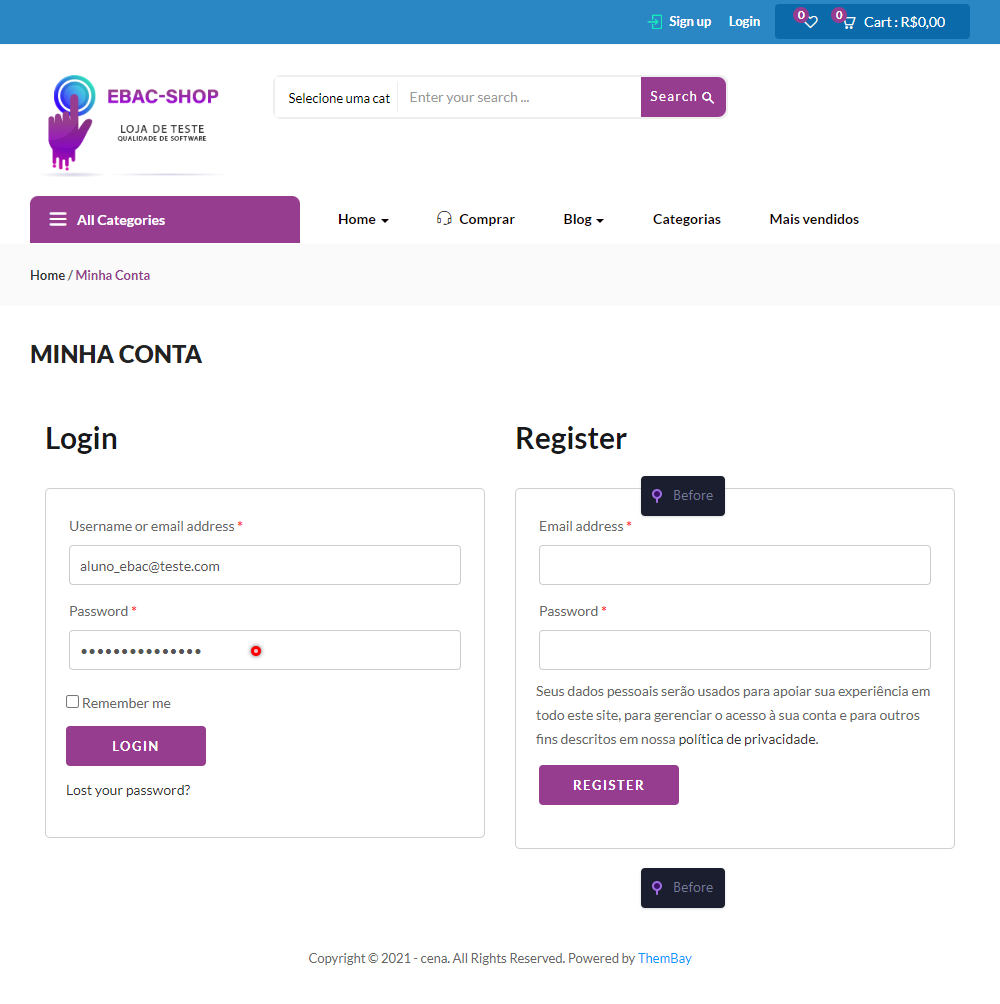 Sign up Login 0 0 Cart : R$0,00
EBAC-SHOP
LOJA DE TESTE
QUALIDADE DE SOFTWARE
Selecione uma cat Enter your search ... Search
All Categories Home Comprar Blog Categorias Mais vendidos
Home / Minha Conta
MINHA CONTA
Login
Username or email address *
aluno_ebac@teste.com
Password *
•••••••••••••••
Remember me
LOGIN
Lost your password?
Register
Before
Email address *
Password *
Seus dados pessoais serão usados para apoiar sua experiência em
todo este site, para gerenciar o acesso à sua conta e para outros
fins descritos em nossa política de privacidade.
REGISTER
Before
Copyright © 2021 - cena. All Rights Reserved. Powered by ThemBay